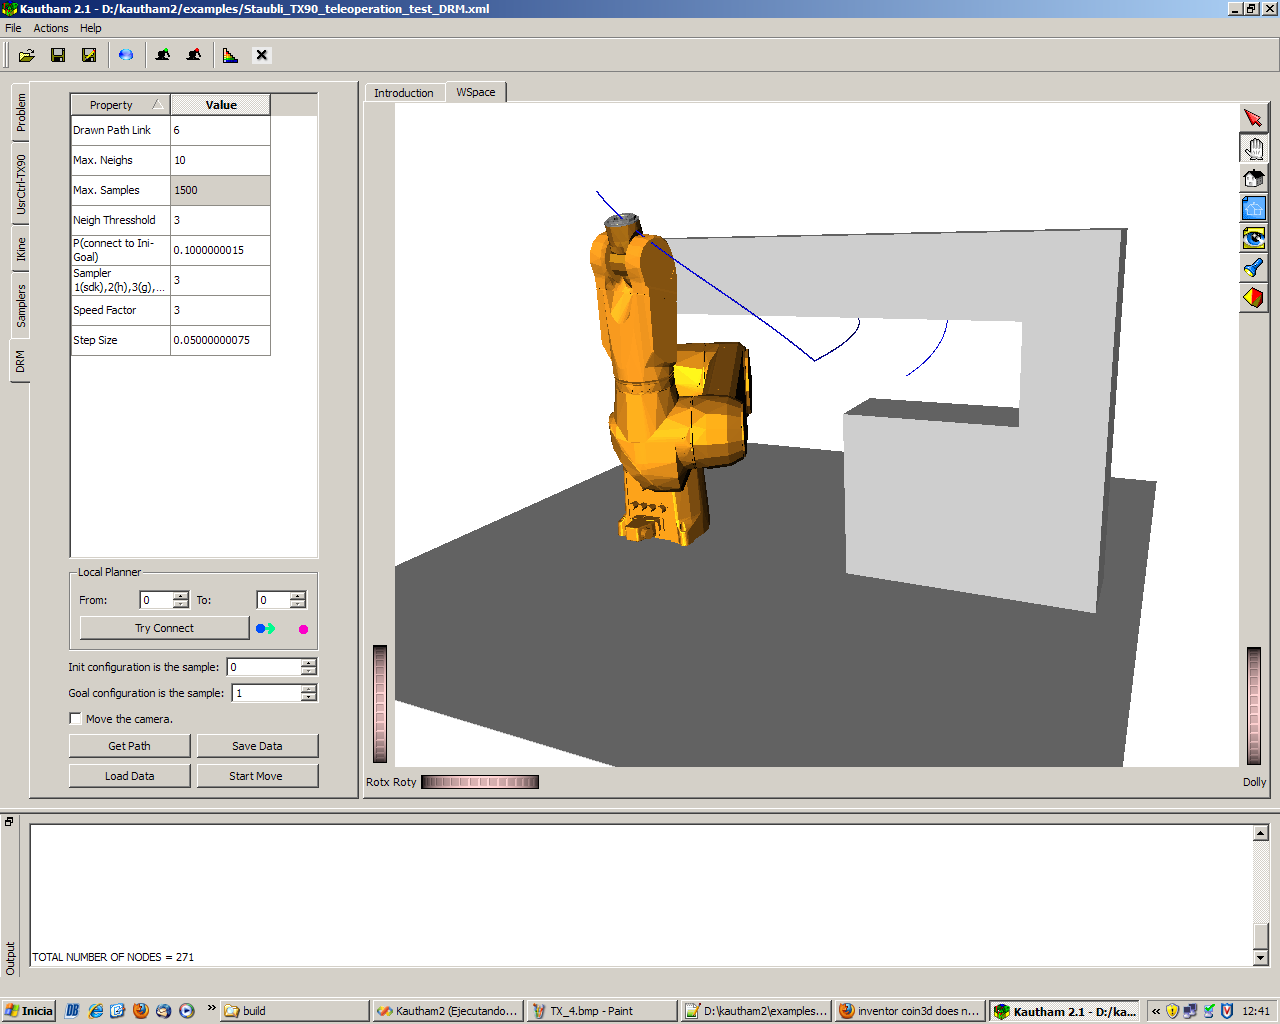 Kautham 2.1 - D:/kautham2/examples/Staubli_TX90_teleoperation_test_DRM.xml
File Actions Help
Problem
UsrCtrl-TX90
IKine
Samplers
DRM
Property Value
Drawn Path Link 6
Max. Neighs 10
Max. Samples 1500
Neigh Thresshold 3
P(connect to Ini-
Goal) 0.1000000015
Sampler
1(sdk),2(h),3(g),... 3
Speed Factor 3
Step Size 0.05000000075
Local Planner
From: 0 To: 0
Try Connect
Init configuration is the sample: 0
Goal configuration is the sample: 1
Move the camera.
Get Path Save Data
Load Data Start Move
Introduction WSpace
Rotx Roty Dolly
Output
TOTAL NUMBER OF NODES = 271
Inicia DB » build Kautham2 (Ejecutando... TX_4.bmp - Paint D:\kautham2\examples... inventor coin3d does n... Kautham 2.1 - D:/ka... « 12:41